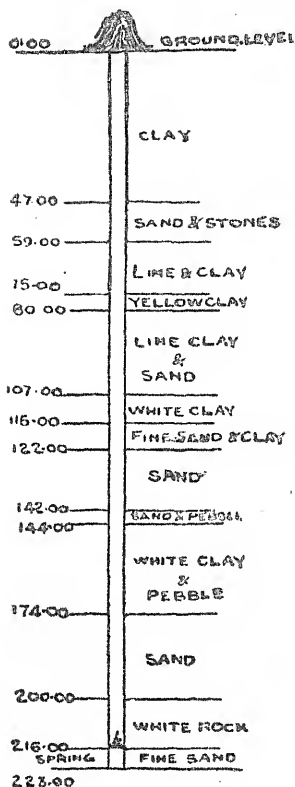 0.00 GROUND.LEVEL
CLAY
47.00
SAND & STONES
59.00
LIME & CLAY
75.00
YELLOW CLAY
80.00
LIME CLAY
&
SAND
107.00
WHITE CLAY
115.00
FINE SAND & CLAY
122.00
SAND
142.00
SAND & PEBBLE
144.00
WHITE CLAY
&
PEBBLE
174.00
SAND
200.00
WHITE ROCK
216.00
SPRING FINE SAND
223.00